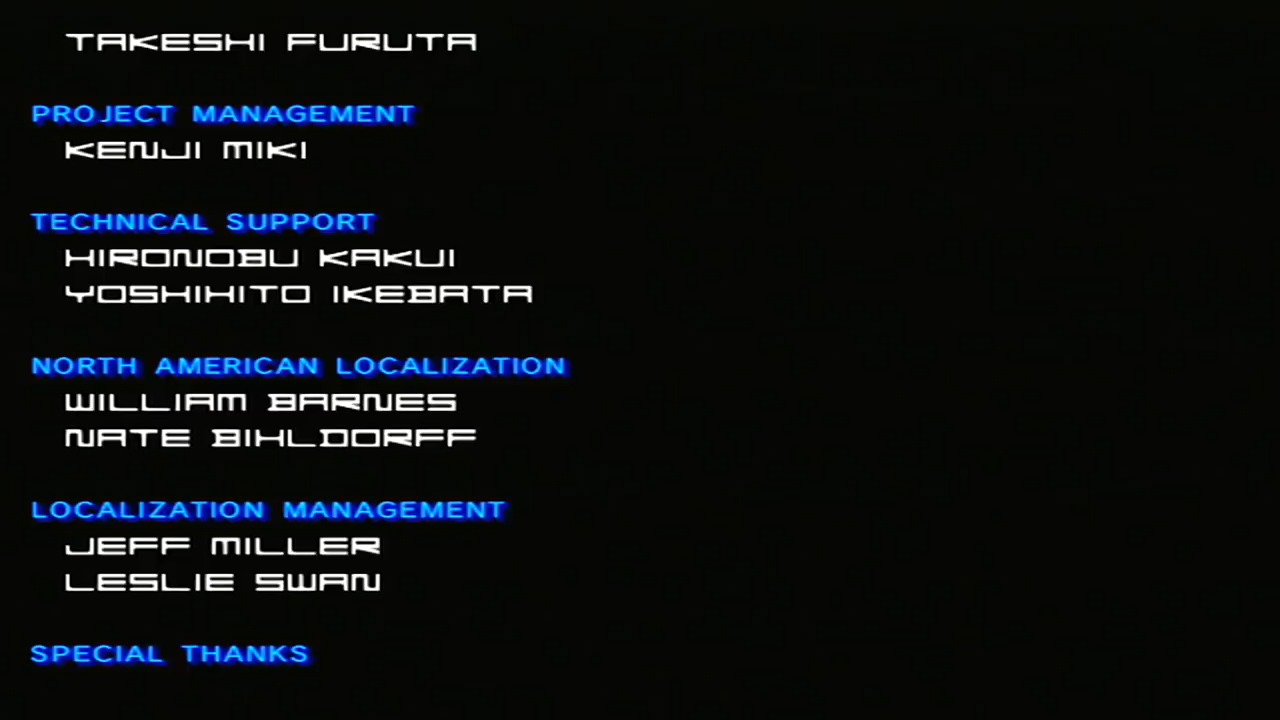 TAKESHI FURUTA
PROJECT MANAGEMENT
KENJI MIKI
TECHNICAL SUPPORT
HIRONOBU KAKUI
YOSHIHITO IKEBATA
NORTH AMERICAN LOCALIZATION
WILLIAM BARNES
NATE BIHLDORFF
LOCALIZATION MANAGEMENT
JEFF MILLER
LESLIE SWAN
SPECIAL THANKS